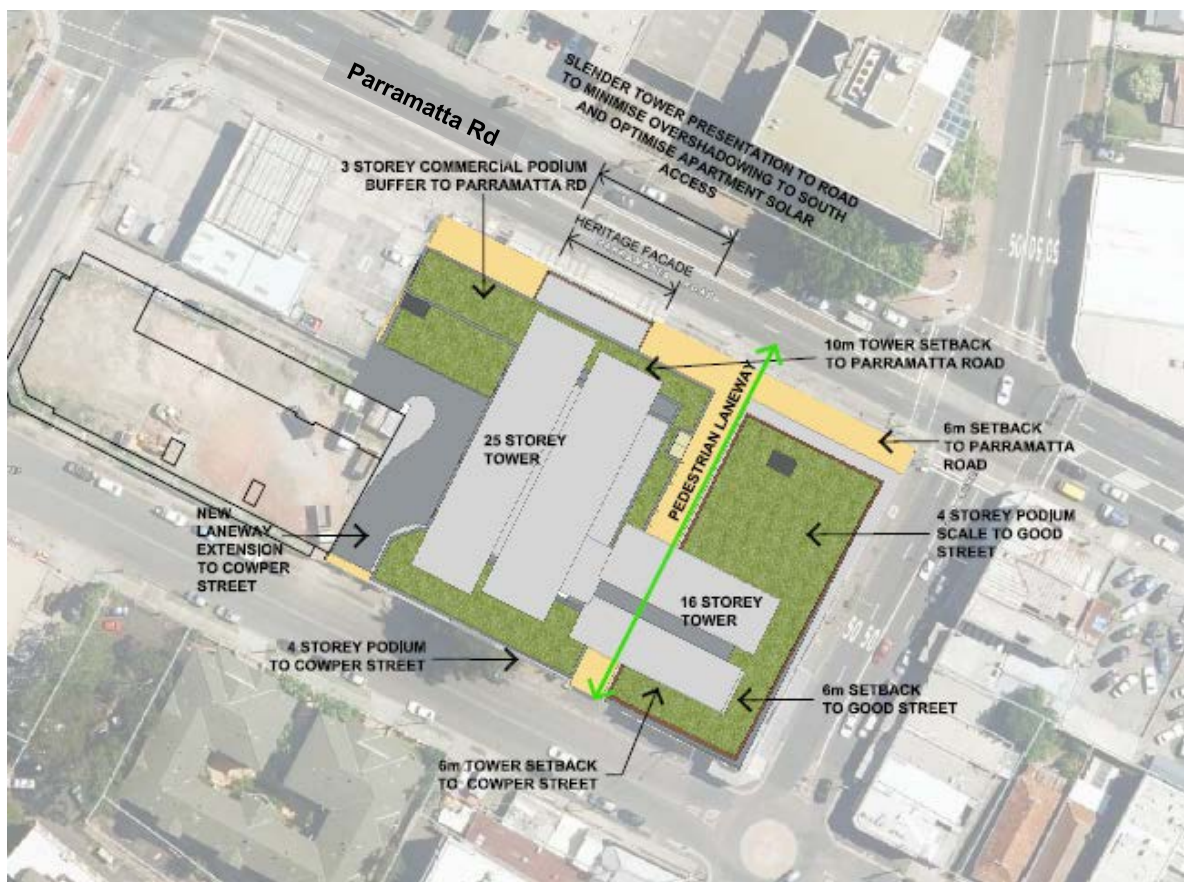 Parramatta Rd
SLENDER TOWER PRESENTATION TO ROAD
TO MINIMISE OVERSHADOWING TO SOUTH
AND OPTIMISE APARTMENT SOLAR
ACCESS
3 STOREY COMMERCIAL PODIUM
BUFFER TO PARRAMATTA RD
HERITAGE FACADE
10m TOWER SETBACK
TO PARRAMATTA ROAD
PEDESTRIAN LANEWAY
6m SETBACK
TO PARRAMATTA
ROAD
25 STOREY
TOWER
NEW
LANEWAY
EXTENSION
TO COWPER
STREET
4 STOREY PODIUM
SCALE TO GOOD
STREET
16 STOREY
TOWER
4 STOREY PODIUM
TO COWPER STREET
6m SETBACK
TO GOOD STREET
6m TOWER SETBACK
TO COWPER STREET